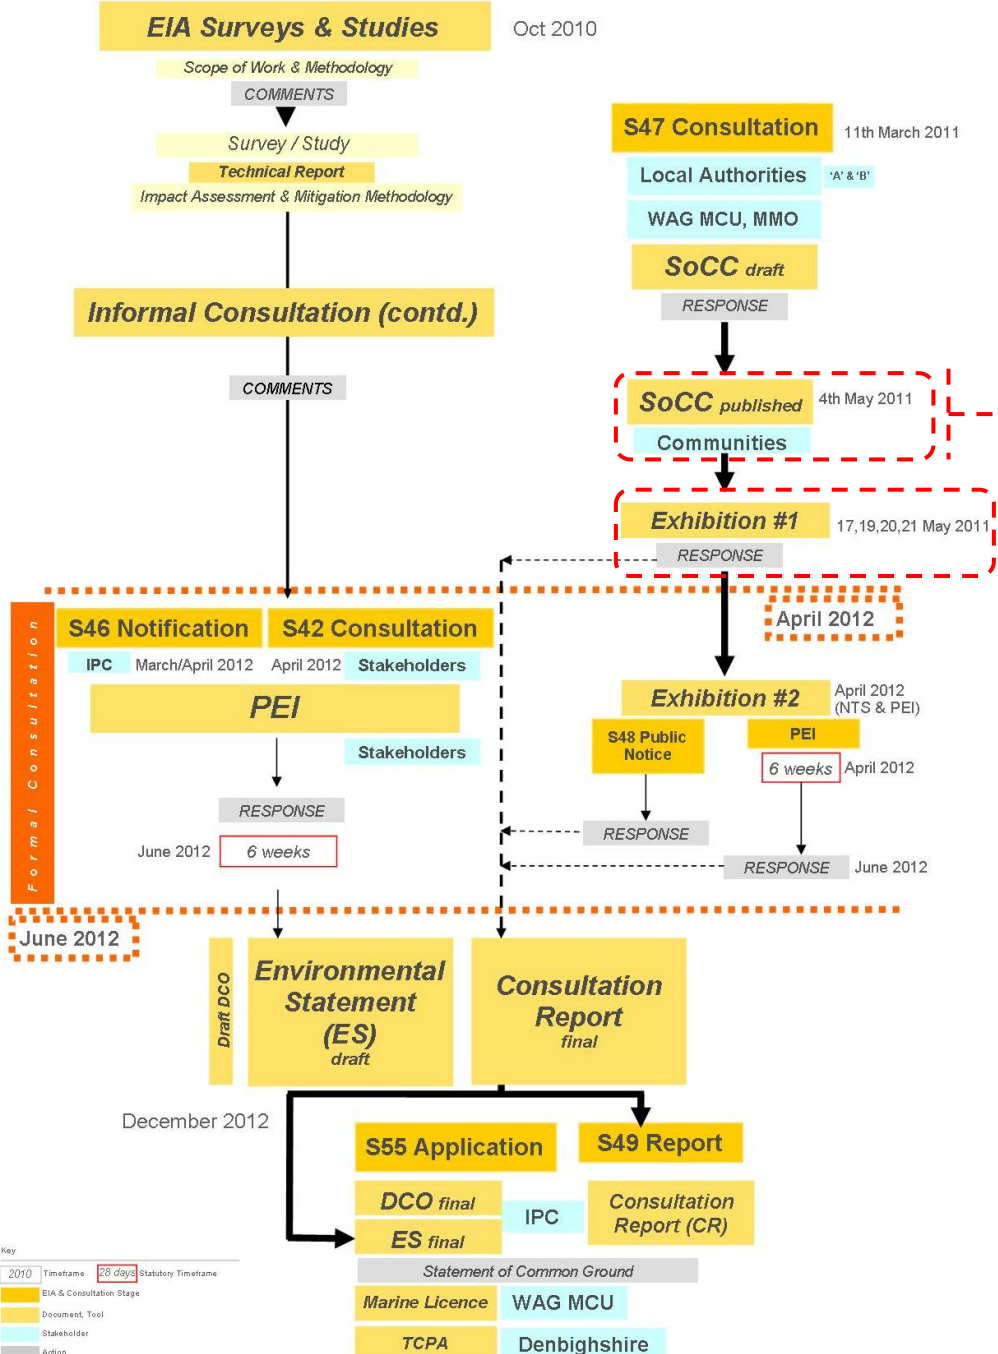 EIA Surveys & Studies
Oct 2010
Scope of Work & Methodology
COMMENTS
Survey / Study
Technical Report
Impact Assessment & Mitigation Methodology
Informal Consultation (contd.)
COMMENTS
S47 Consultation
11th March 2011
Local Authorities
'A' & 'B'
WAG MCU, MMO
SoCC draft
RESPONSE
SoCC published
4th May 2011
Communities
Exhibition #1
17,19,20,21 May 2011
RESPONSE
April 2012
Formal Consultation
S46 Notification
S42 Consultation
IPC
March/April 2012
April 2012
Stakeholders
PEI
Stakeholders
RESPONSE
June 2012
6 weeks
Exhibition #2
April 2012
(NTS & PEI)
S48 Public
Notice
PEI
6 weeks
April 2012
RESPONSE
RESPONSE
June 2012
June 2012
Draft DCO
Environmental
Statement
(ES)
draft
Consultation
Report
final
December 2012
S55 Application
S49 Report
DCO final
IPC
ES final
Consultation
Report (CR)
Statement of Common Ground
Marine Licence
WAG MCU
TCPA
Denbighshire
Key
2010
Timeframe
28 days
Statutory Timeframe
EIA & Consultation Stage
Document, Tool
Stakeholder
Action